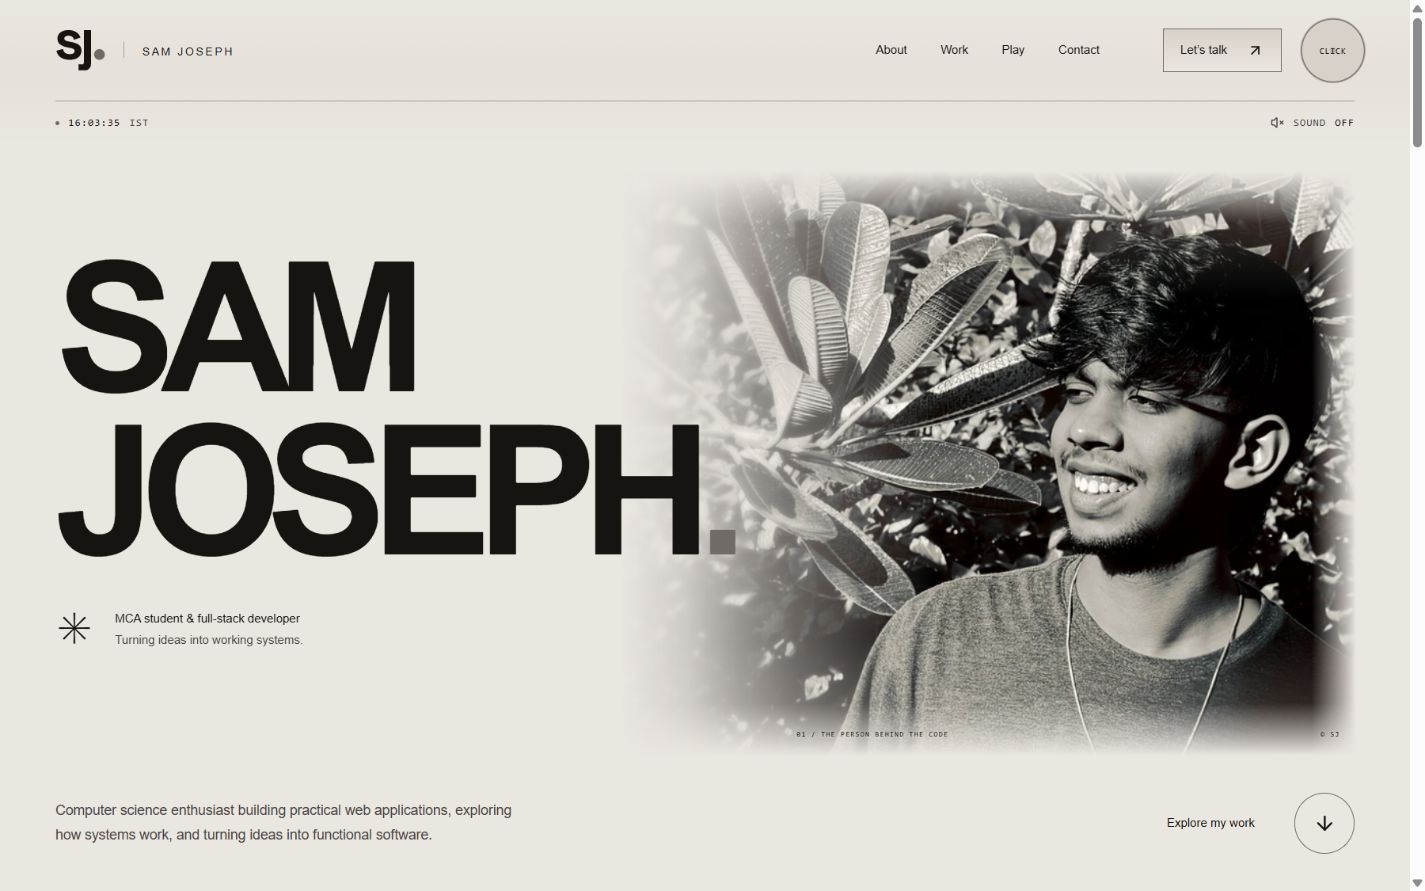 SJ.
SAM JOSEPH
About
Work
Play
Contact
Let's talk
CLICK
16:03:35 IST
SOUND OFF
SAM
JOSEPH.
MCA student & full-stack developer
Turning ideas into working systems.
01 / THE PERSON BEHIND THE CODE
© SJ
Computer science enthusiast building practical web applications, exploring
how systems work, and turning ideas into functional software.
Explore my work